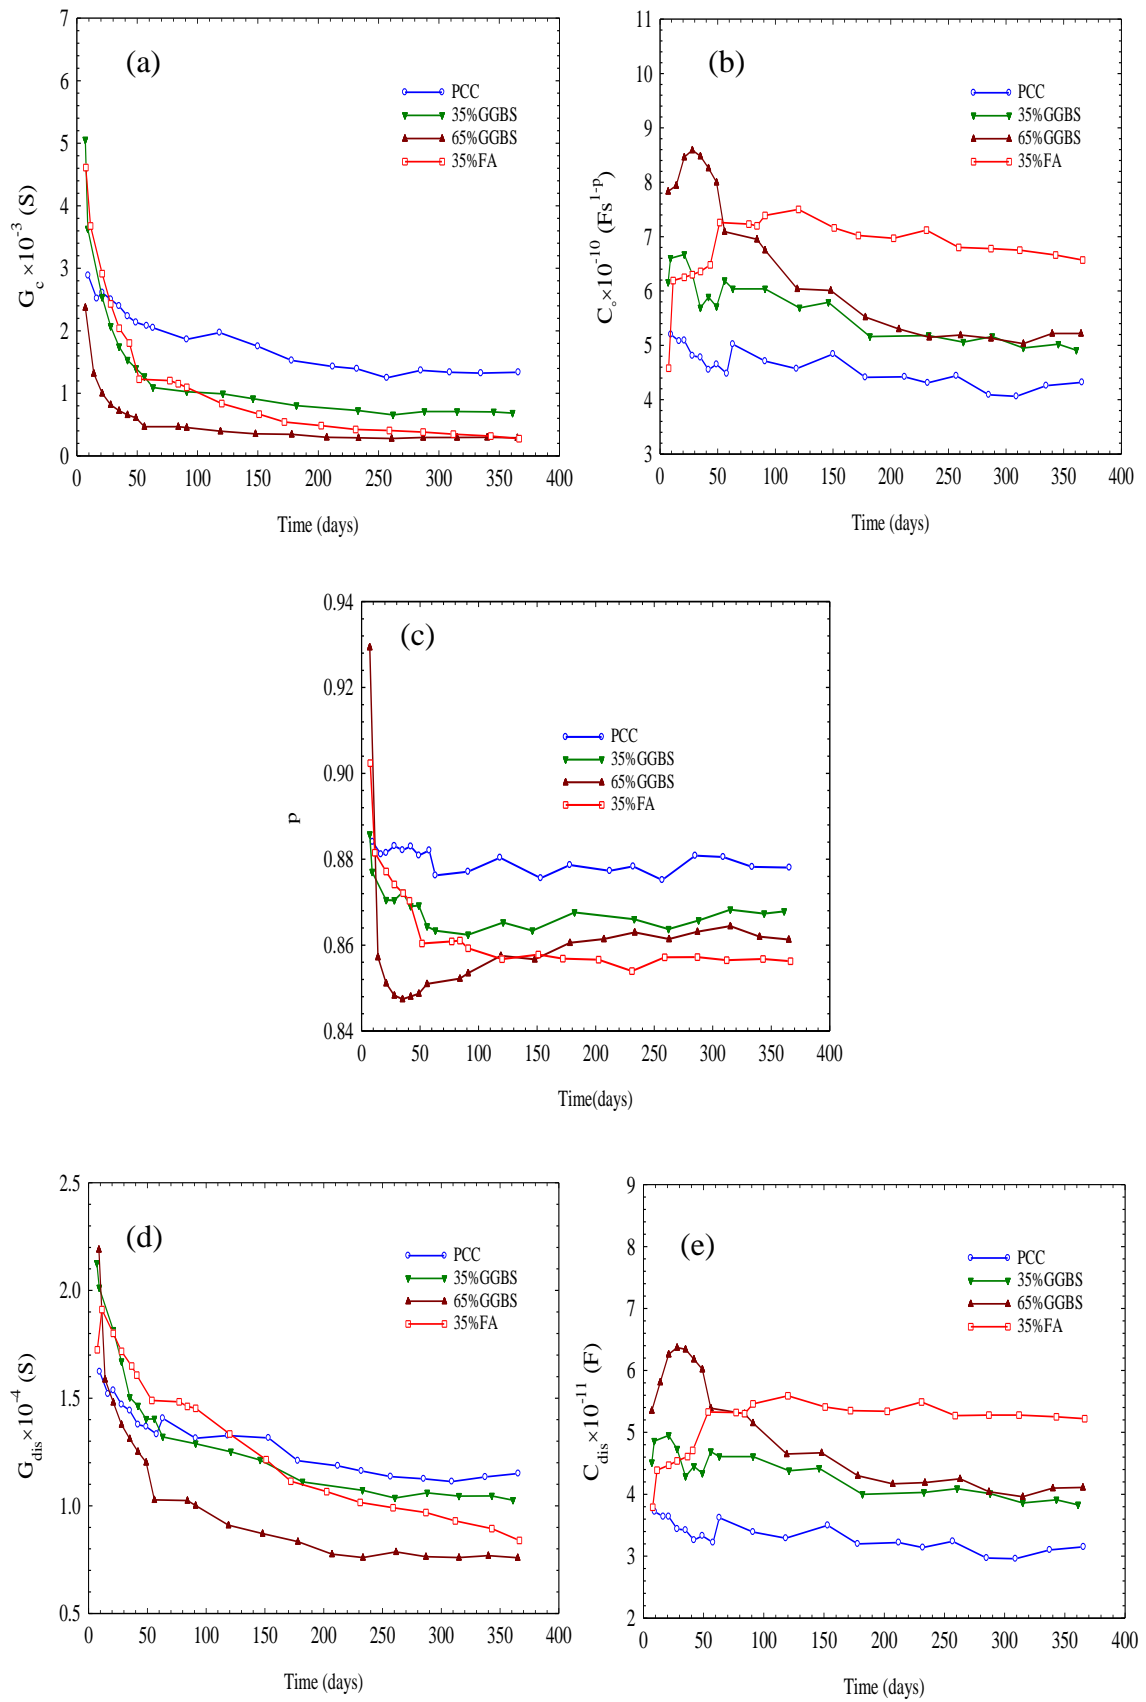 (a)
G_c ×10^-3 (S)
7
6
5
4
3
2
1
0
PCC
35%GGBS
65%GGBS
35%FA
0 50 100 150 200 250 300 350 400
Time (days)
(b)
C_o×10^-10 (Fs^1-p)
11
10
9
8
7
6
5
4
3
PCC
35%GGBS
65%GGBS
35%FA
0 50 100 150 200 250 300 350 400
Time (days)
(c)
p
0.94
0.92
0.90
0.88
0.86
0.84
PCC
35%GGBS
65%GGBS
35%FA
0 50 100 150 200 250 300 350 400
Time(days)
(d)
G_dis×10^-4 (S)
2.5
2.0
1.5
1.0
0.5
PCC
35%GGBS
65%GGBS
35%FA
0 50 100 150 200 250 300 350 400
Time (days)
(e)
C_dis×10^-11 (F)
9
8
7
6
5
4
3
2
PCC
35%GGBS
65%GGBS
35%FA
0 50 100 150 200 250 300 350 400
Time (days)